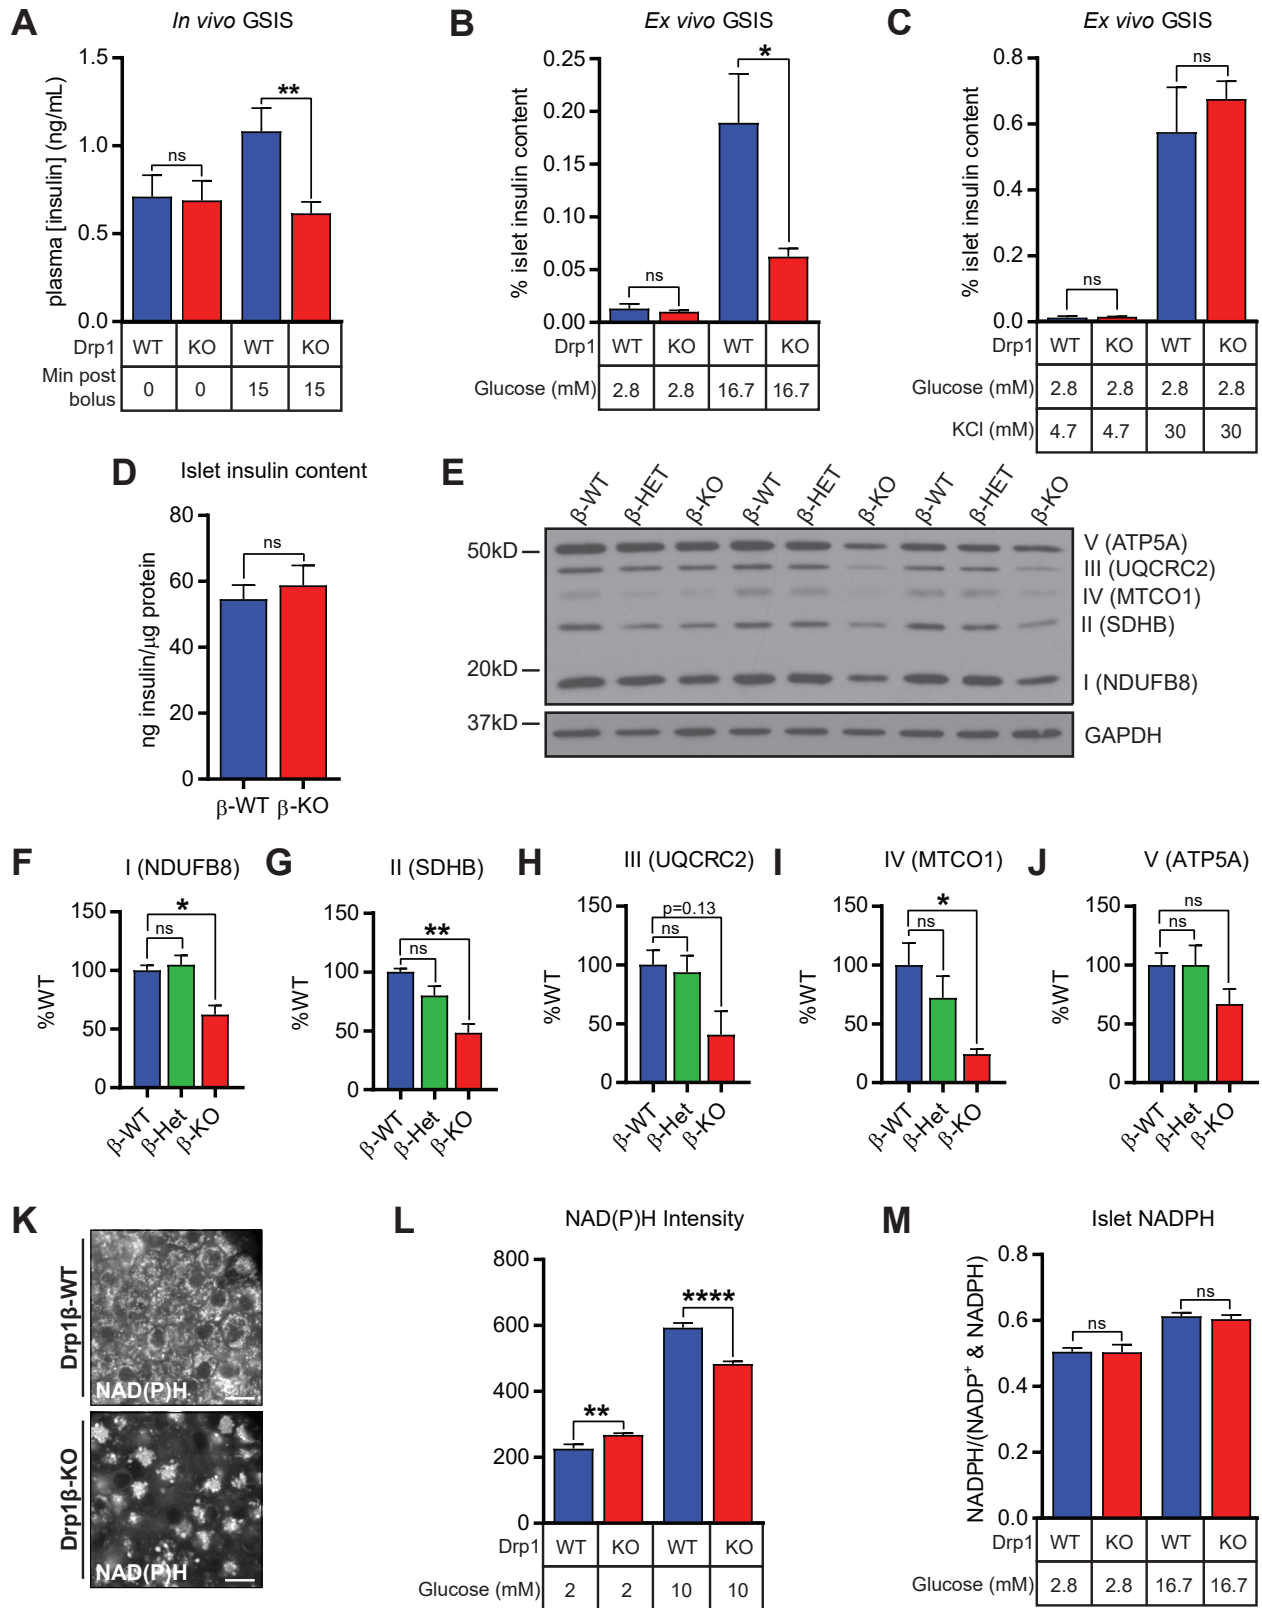 A
In vivo GSIS
plasma [insulin] (ng/mL)
1.5
1.0
0.5
0.0
ns
**
Drp1 WT KO WT KO
Min post bolus 0 0 15 15
B
Ex vivo GSIS
% islet insulin content
0.25
0.20
0.15
0.10
0.05
0.00
ns
*
Drp1 WT KO WT KO
Glucose (mM) 2.8 2.8 16.7 16.7
C
Ex vivo GSIS
% islet insulin content
0.8
0.6
0.4
0.2
0.0
ns
ns
Drp1 WT KO WT KO
Glucose (mM) 2.8 2.8 2.8 2.8
KCl (mM) 4.7 4.7 30 30
D
Islet insulin content
ng insulin/μg protein
80
60
40
20
0
ns
β-WT β-KO
E
β-WT β-HET β-KO β-WT β-HET β-KO β-WT β-HET β-KO
50kD
20kD
37kD
V (ATP5A)
III (UQCRC2)
IV (MTCO1)
II (SDHB)
I (NDUFB8)
GAPDH
F
I (NDUFB8)
%WT
150
100
50
0
ns
*
β-WT β-Het β-KO
G
II (SDHB)
%WT
150
100
50
0
ns
**
β-WT β-Het β-KO
H
III (UQCRC2)
%WT
150
100
50
0
ns
p=0.13
β-WT β-Het β-KO
I
IV (MTCO1)
%WT
150
100
50
0
ns
*
β-WT β-Het β-KO
J
V (ATP5A)
%WT
150
100
50
0
ns
ns
β-WT β-Het β-KO
K
Drp1β-WT
NAD(P)H
Drp1β-KO
NAD(P)H
L
NAD(P)H Intensity
800
600
400
200
0
**
****
Drp1 WT KO WT KO
Glucose (mM) 2 2 10 10
M
Islet NADPH
NADPH/(NADP⁺ & NADPH)
0.8
0.6
0.4
0.2
0.0
ns
ns
Drp1 WT KO WT KO
Glucose (mM) 2.8 2.8 16.7 16.7